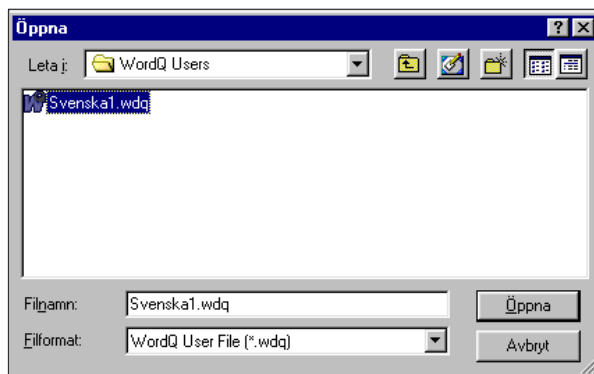 Öppna
Leta i: WordQ Users
Svenska1.wdq
Filnamn: Svenska1.wdq Öppna
Filformat: WordQ User File (*.wdq) Avbryt